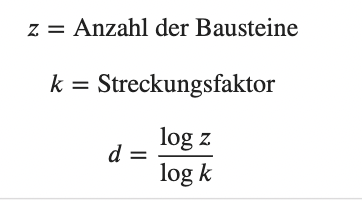 z = Anzahl der Bausteine
k = Streckungsfaktor
d = log z / log k